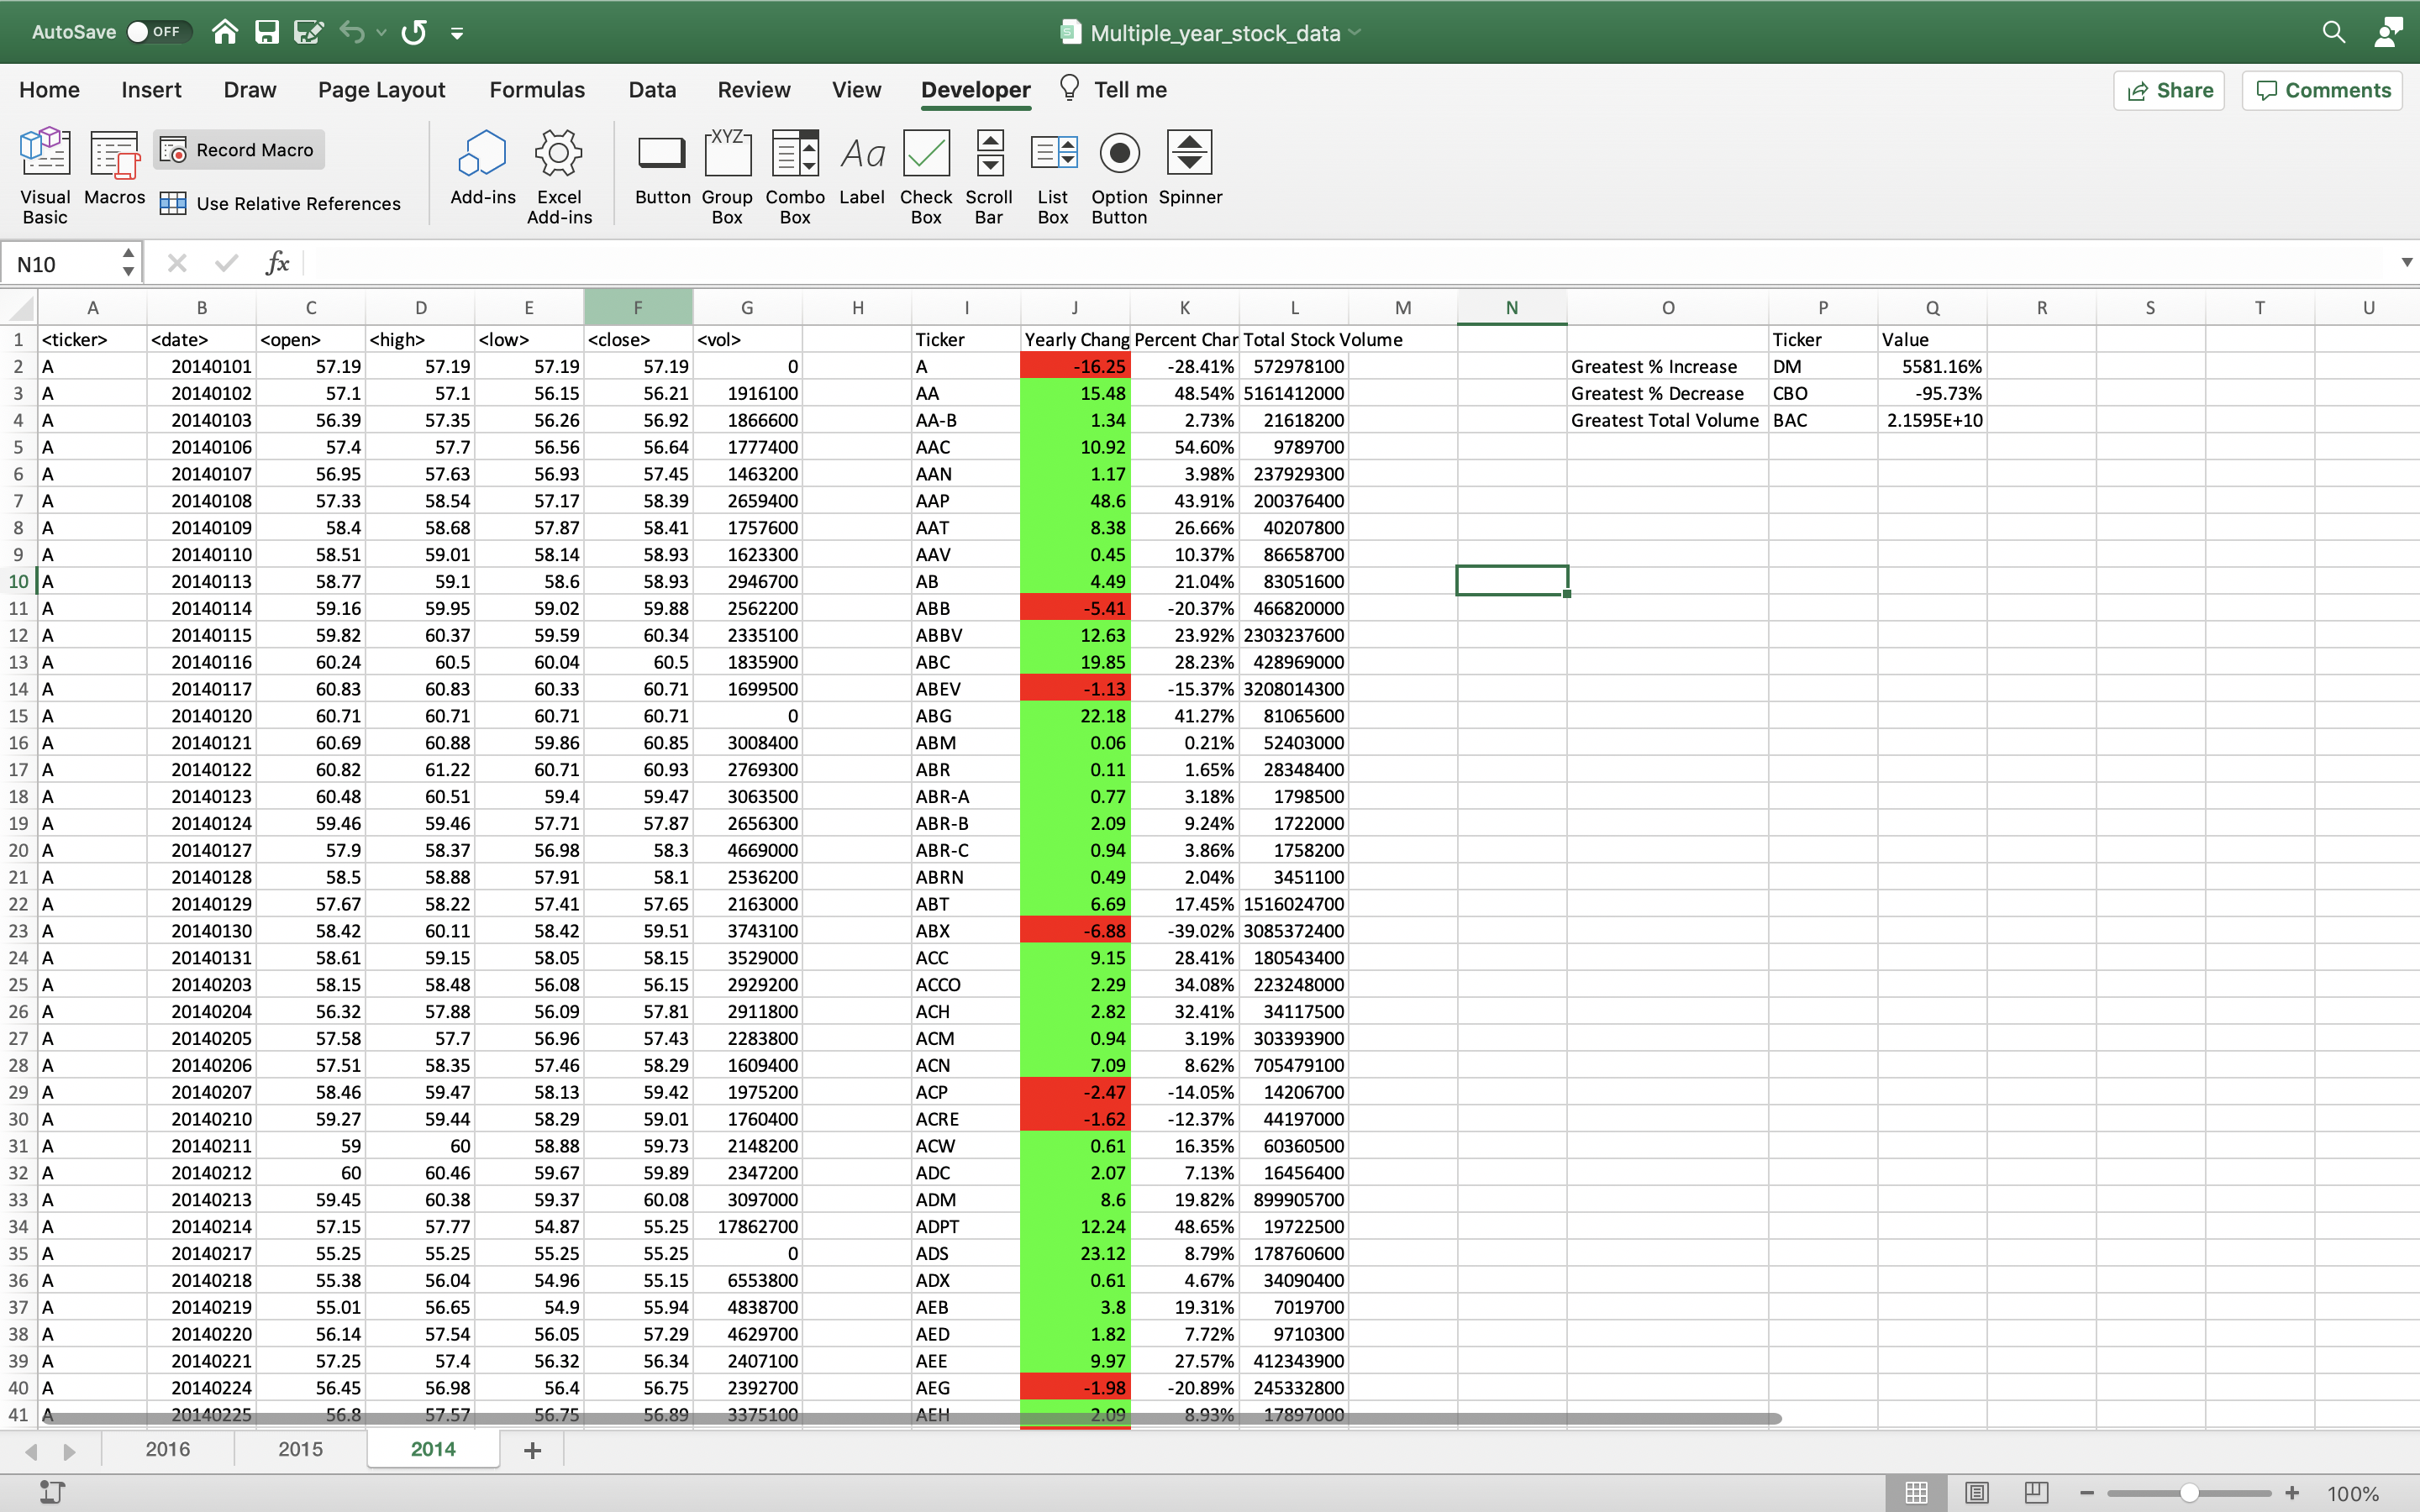 AutoSave OFF Multiple_year_stock_data
Home Insert Draw Page Layout Formulas Data Review View Developer Tell me Share Comments
Visual Basic Macros Record Macro Use Relative References Add-ins Excel Add-ins Button Group Box Combo Box Label Check Box Scroll Bar List Box Option Button Spinner
XYZ Aa
N10 fx
A B C D E F G H I J K L M N O P Q R S T U
1 <ticker> <date> <open> <high> <low> <close> <vol> Ticker Yearly Chang Percent Char Total Stock Volume Ticker Value
2 A 20140101 57.19 57.19 57.19 57.19 0 A -16.25 -28.41% 572978100 Greatest % Increase DM 5581.16%
3 A 20140102 57.1 57.1 56.15 56.21 1916100 AA 15.48 48.54% 5161412000 Greatest % Decrease CBO -95.73%
4 A 20140103 56.39 57.35 56.26 56.92 1866600 AA-B 1.34 2.73% 21618200 Greatest Total Volume BAC 2.1595E+10
5 A 20140106 57.4 57.7 56.56 56.64 1777400 AAC 10.92 54.60% 9789700
6 A 20140107 56.95 57.63 56.93 57.45 1463200 AAN 1.17 3.98% 237929300
7 A 20140108 57.33 58.54 57.17 58.39 2659400 AAP 48.6 43.91% 200376400
8 A 20140109 58.4 58.68 57.87 58.41 1757600 AAT 8.38 26.66% 40207800
9 A 20140110 58.51 59.01 58.14 58.93 1623300 AAV 0.45 10.37% 86658700
10 A 20140113 58.77 59.1 58.6 58.93 2946700 AB 4.49 21.04% 83051600
11 A 20140114 59.16 59.95 59.02 59.88 2562200 ABB -5.41 -20.37% 466820000
12 A 20140115 59.82 60.37 59.59 60.34 2335100 ABBV 12.63 23.92% 2303237600
13 A 20140116 60.24 60.5 60.04 60.5 1835900 ABC 19.85 28.23% 428969000
14 A 20140117 60.83 60.83 60.33 60.71 1699500 ABEV -1.13 -15.37% 3208014300
15 A 20140120 60.71 60.71 60.71 60.71 0 ABG 22.18 41.27% 81065600
16 A 20140121 60.69 60.88 59.86 60.85 3008400 ABM 0.06 0.21% 52403000
17 A 20140122 60.82 61.22 60.71 60.93 2769300 ABR 0.11 1.65% 28348400
18 A 20140123 60.48 60.51 59.4 59.47 3063500 ABR-A 0.77 3.18% 1798500
19 A 20140124 59.46 59.46 57.71 57.87 2656300 ABR-B 2.09 9.24% 1722000
20 A 20140127 57.9 58.37 56.98 58.3 4669000 ABR-C 0.94 3.86% 1758200
21 A 20140128 58.5 58.88 57.91 58.1 2536200 ABRN 0.49 2.04% 3451100
22 A 20140129 57.67 58.22 57.41 57.65 2163000 ABT 6.69 17.45% 1516024700
23 A 20140130 58.42 60.11 58.42 59.51 3743100 ABX -6.88 -39.02% 3085372400
24 A 20140131 58.61 59.15 58.05 58.15 3529000 ACC 9.15 28.41% 180543400
25 A 20140203 58.15 58.48 56.08 56.15 2929200 ACCO 2.29 34.08% 223248000
26 A 20140204 56.32 57.88 56.09 57.81 2911800 ACH 2.82 32.41% 34117500
27 A 20140205 57.58 57.7 56.96 57.43 2283800 ACM 0.94 3.19% 303393900
28 A 20140206 57.51 58.35 57.46 58.29 1609400 ACN 7.09 8.62% 705479100
29 A 20140207 58.46 59.47 58.13 59.42 1975200 ACP -2.47 -14.05% 14206700
30 A 20140210 59.27 59.44 58.29 59.01 1760400 ACRE -1.62 -12.37% 44197000
31 A 20140211 59 60 58.88 59.73 2148200 ACW 0.61 16.35% 60360500
32 A 20140212 60 60.46 59.67 59.89 2347200 ADC 2.07 7.13% 16456400
33 A 20140213 59.45 60.38 59.37 60.08 3097000 ADM 8.6 19.82% 899905700
34 A 20140214 57.15 57.77 54.87 55.25 17862700 ADPT 12.24 48.65% 19722500
35 A 20140217 55.25 55.25 55.25 55.25 0 ADS 23.12 8.79% 178760600
36 A 20140218 55.38 56.04 54.96 55.15 6553800 ADX 0.61 4.67% 34090400
37 A 20140219 55.01 56.65 54.9 55.94 4838700 AEB 3.8 19.31% 7019700
38 A 20140220 56.14 57.54 56.05 57.29 4629700 AED 1.82 7.72% 9710300
39 A 20140221 57.25 57.4 56.32 56.34 2407100 AEE 9.97 27.57% 412343900
40 A 20140224 56.45 56.98 56.4 56.75 2392700 AEG -1.98 -20.89% 245332800
41 A 20140225 56.8 57.57 56.75 56.89 3375100 AEH 2.09 8.93% 17897000
2016 2015 2014 +
100%